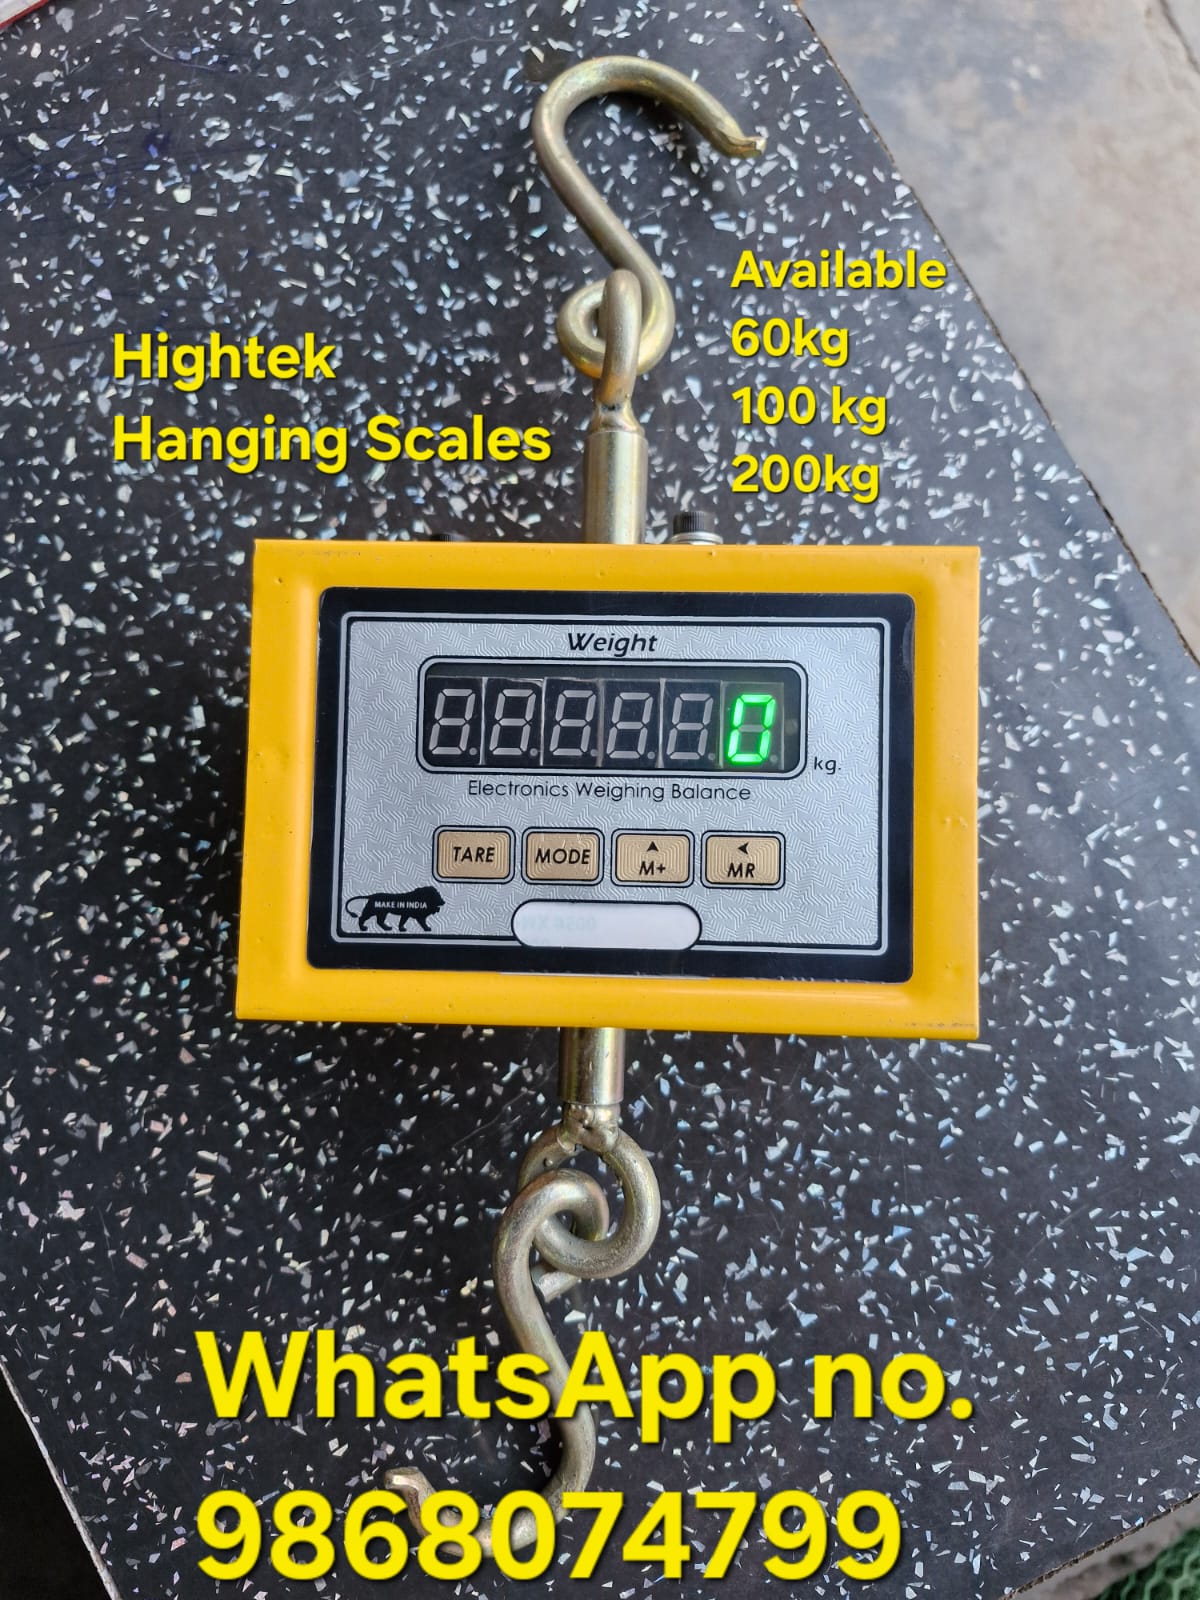 Hightek
Hanging Scales
Available
60kg
100 kg
200kg
Weight
0
kg.
Electronics Weighing Balance
TARE
MODE
M+
MR
MAKE IN INDIA
WhatsApp no.
9868074799